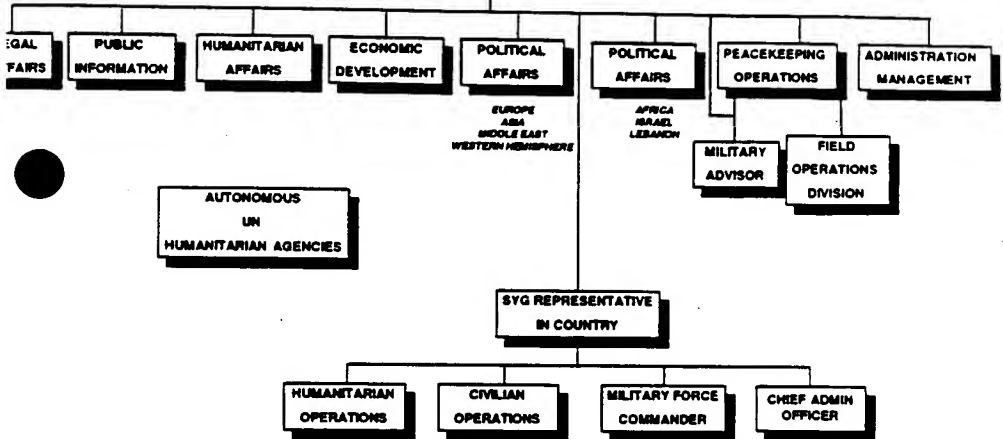 EGAL
FFAIRS
PUBLIC
INFORMATION
HUMANITARIAN
AFFAIRS
ECONOMIC
DEVELOPMENT
POLITICAL
AFFAIRS
EUROPE
ASIA
MIDDLE EAST
WESTERN HEMISPHERE
POLITICAL
AFFAIRS
AFRICA
ISRAEL
LEBANON
PEACEKEEPING
OPERATIONS
ADMINISTRATION
MANAGEMENT
MILITARY
ADVISOR
FIELD
OPERATIONS
DIVISION
AUTONOMOUS
UN
HUMANITARIAN AGENCIES
SYG REPRESENTATIVE
IN COUNTRY
HUMANITARIAN
OPERATIONS
CIVILIAN
OPERATIONS
MILITARY FORCE
COMMANDER
CHIEF ADMIN
OFFICER